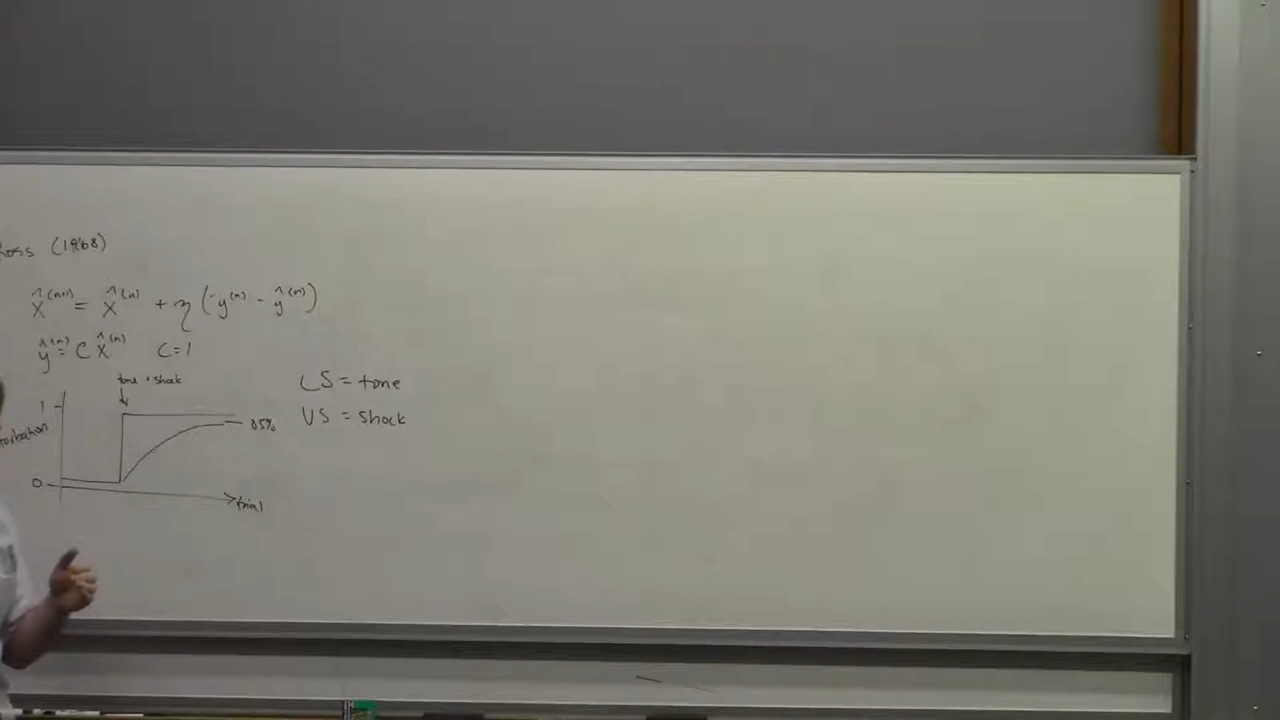 (1968)
x̂^(n+1) = x̂^(n) + η (y^(n) - ŷ^(n))
ŷ^(n) = C x̂^(n) C=1
tone + shock
CS = tone
US = shock
1
85%
0
trial